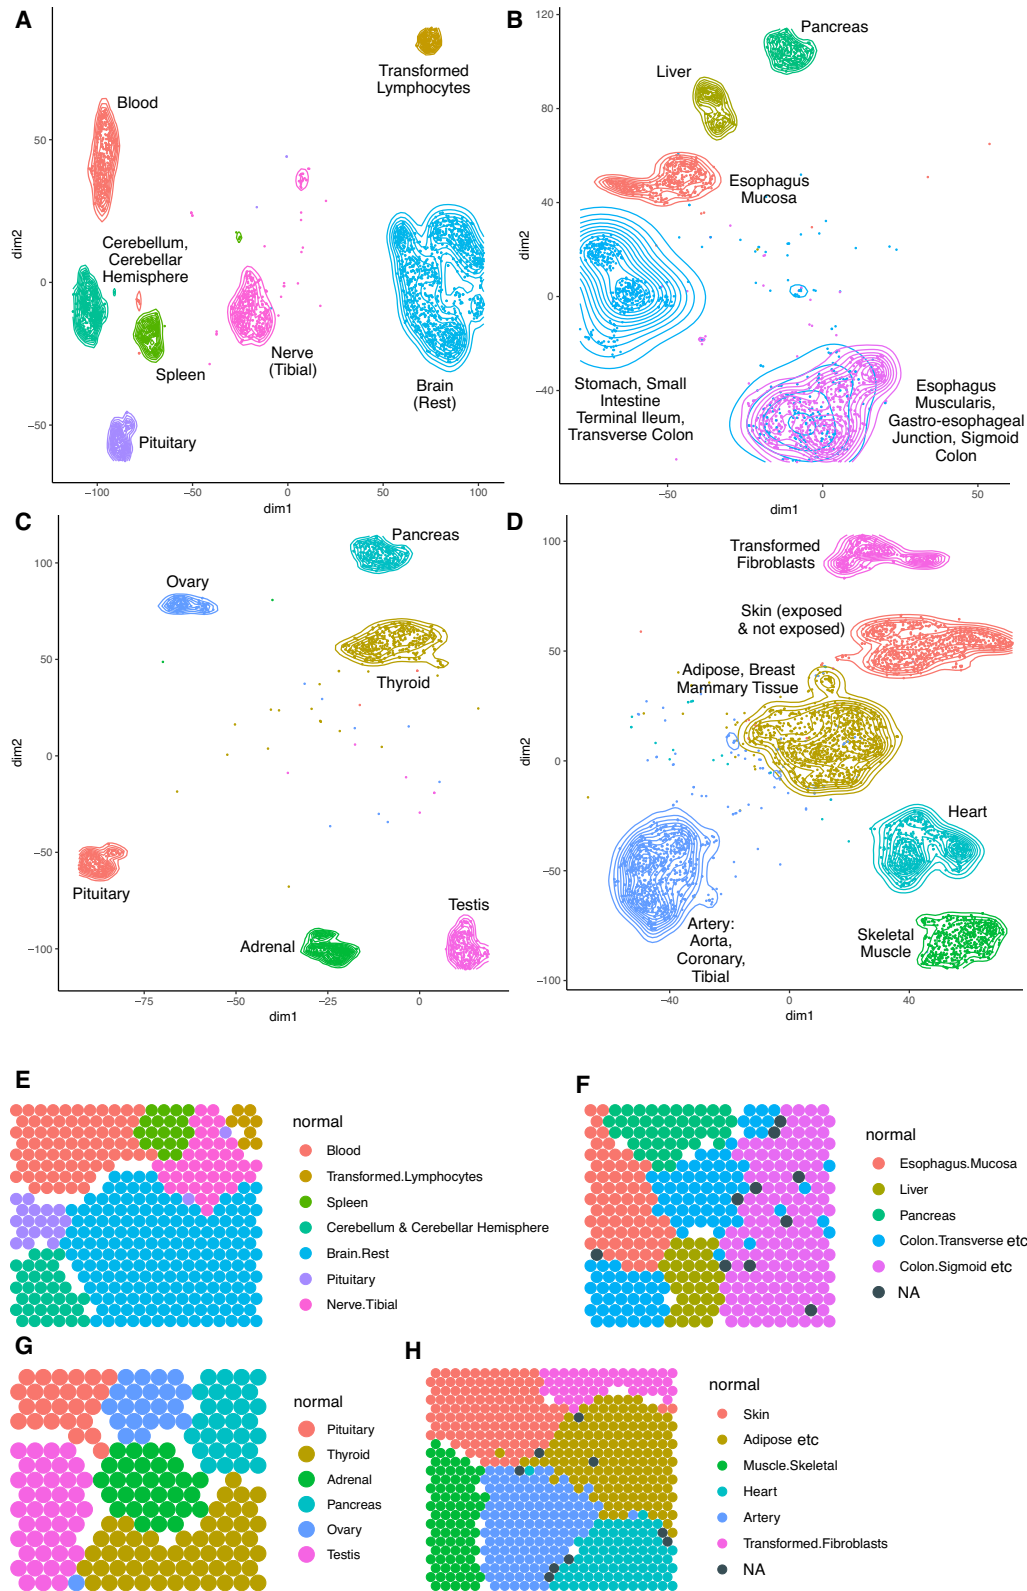 A
Transformed
Lymphocytes
Blood
Cerebellum,
Cerebellar
Hemisphere
Spleen
Nerve
(Tibial)
Brain
(Rest)
Pituitary
50
0
−50
dim2
−100
−50
0
50
100
dim1
B
Pancreas
Liver
Esophagus
Mucosa
Stomach, Small
Intestine
Terminal Ileum,
Transverse Colon
Esophagus
Muscularis,
Gastro-esophageal
Junction, Sigmoid
Colon
120
80
40
0
−40
dim2
−50
0
50
dim1
C
Pancreas
Ovary
Thyroid
Pituitary
Testis
Adrenal
100
50
0
−50
−100
dim2
−75
−50
−25
0
dim1
D
Transformed
Fibroblasts
Skin (exposed
& not exposed)
Adipose, Breast
Mammary Tissue
Heart
Artery:
Aorta,
Coronary,
Tibial
Skeletal
Muscle
100
50
0
−50
−100
dim2
−40
0
40
dim1
E
normal
Blood
Transformed.Lymphocytes
Spleen
Cerebellum & Cerebellar Hemisphere
Brain.Rest
Pituitary
Nerve.Tibial
F
normal
Esophagus.Mucosa
Liver
Pancreas
Colon.Transverse etc
Colon.Sigmoid etc
NA
G
normal
Pituitary
Thyroid
Adrenal
Pancreas
Ovary
Testis
H
normal
Skin
Adipose etc
Muscle.Skeletal
Heart
Artery
Transformed.Fibroblasts
NA